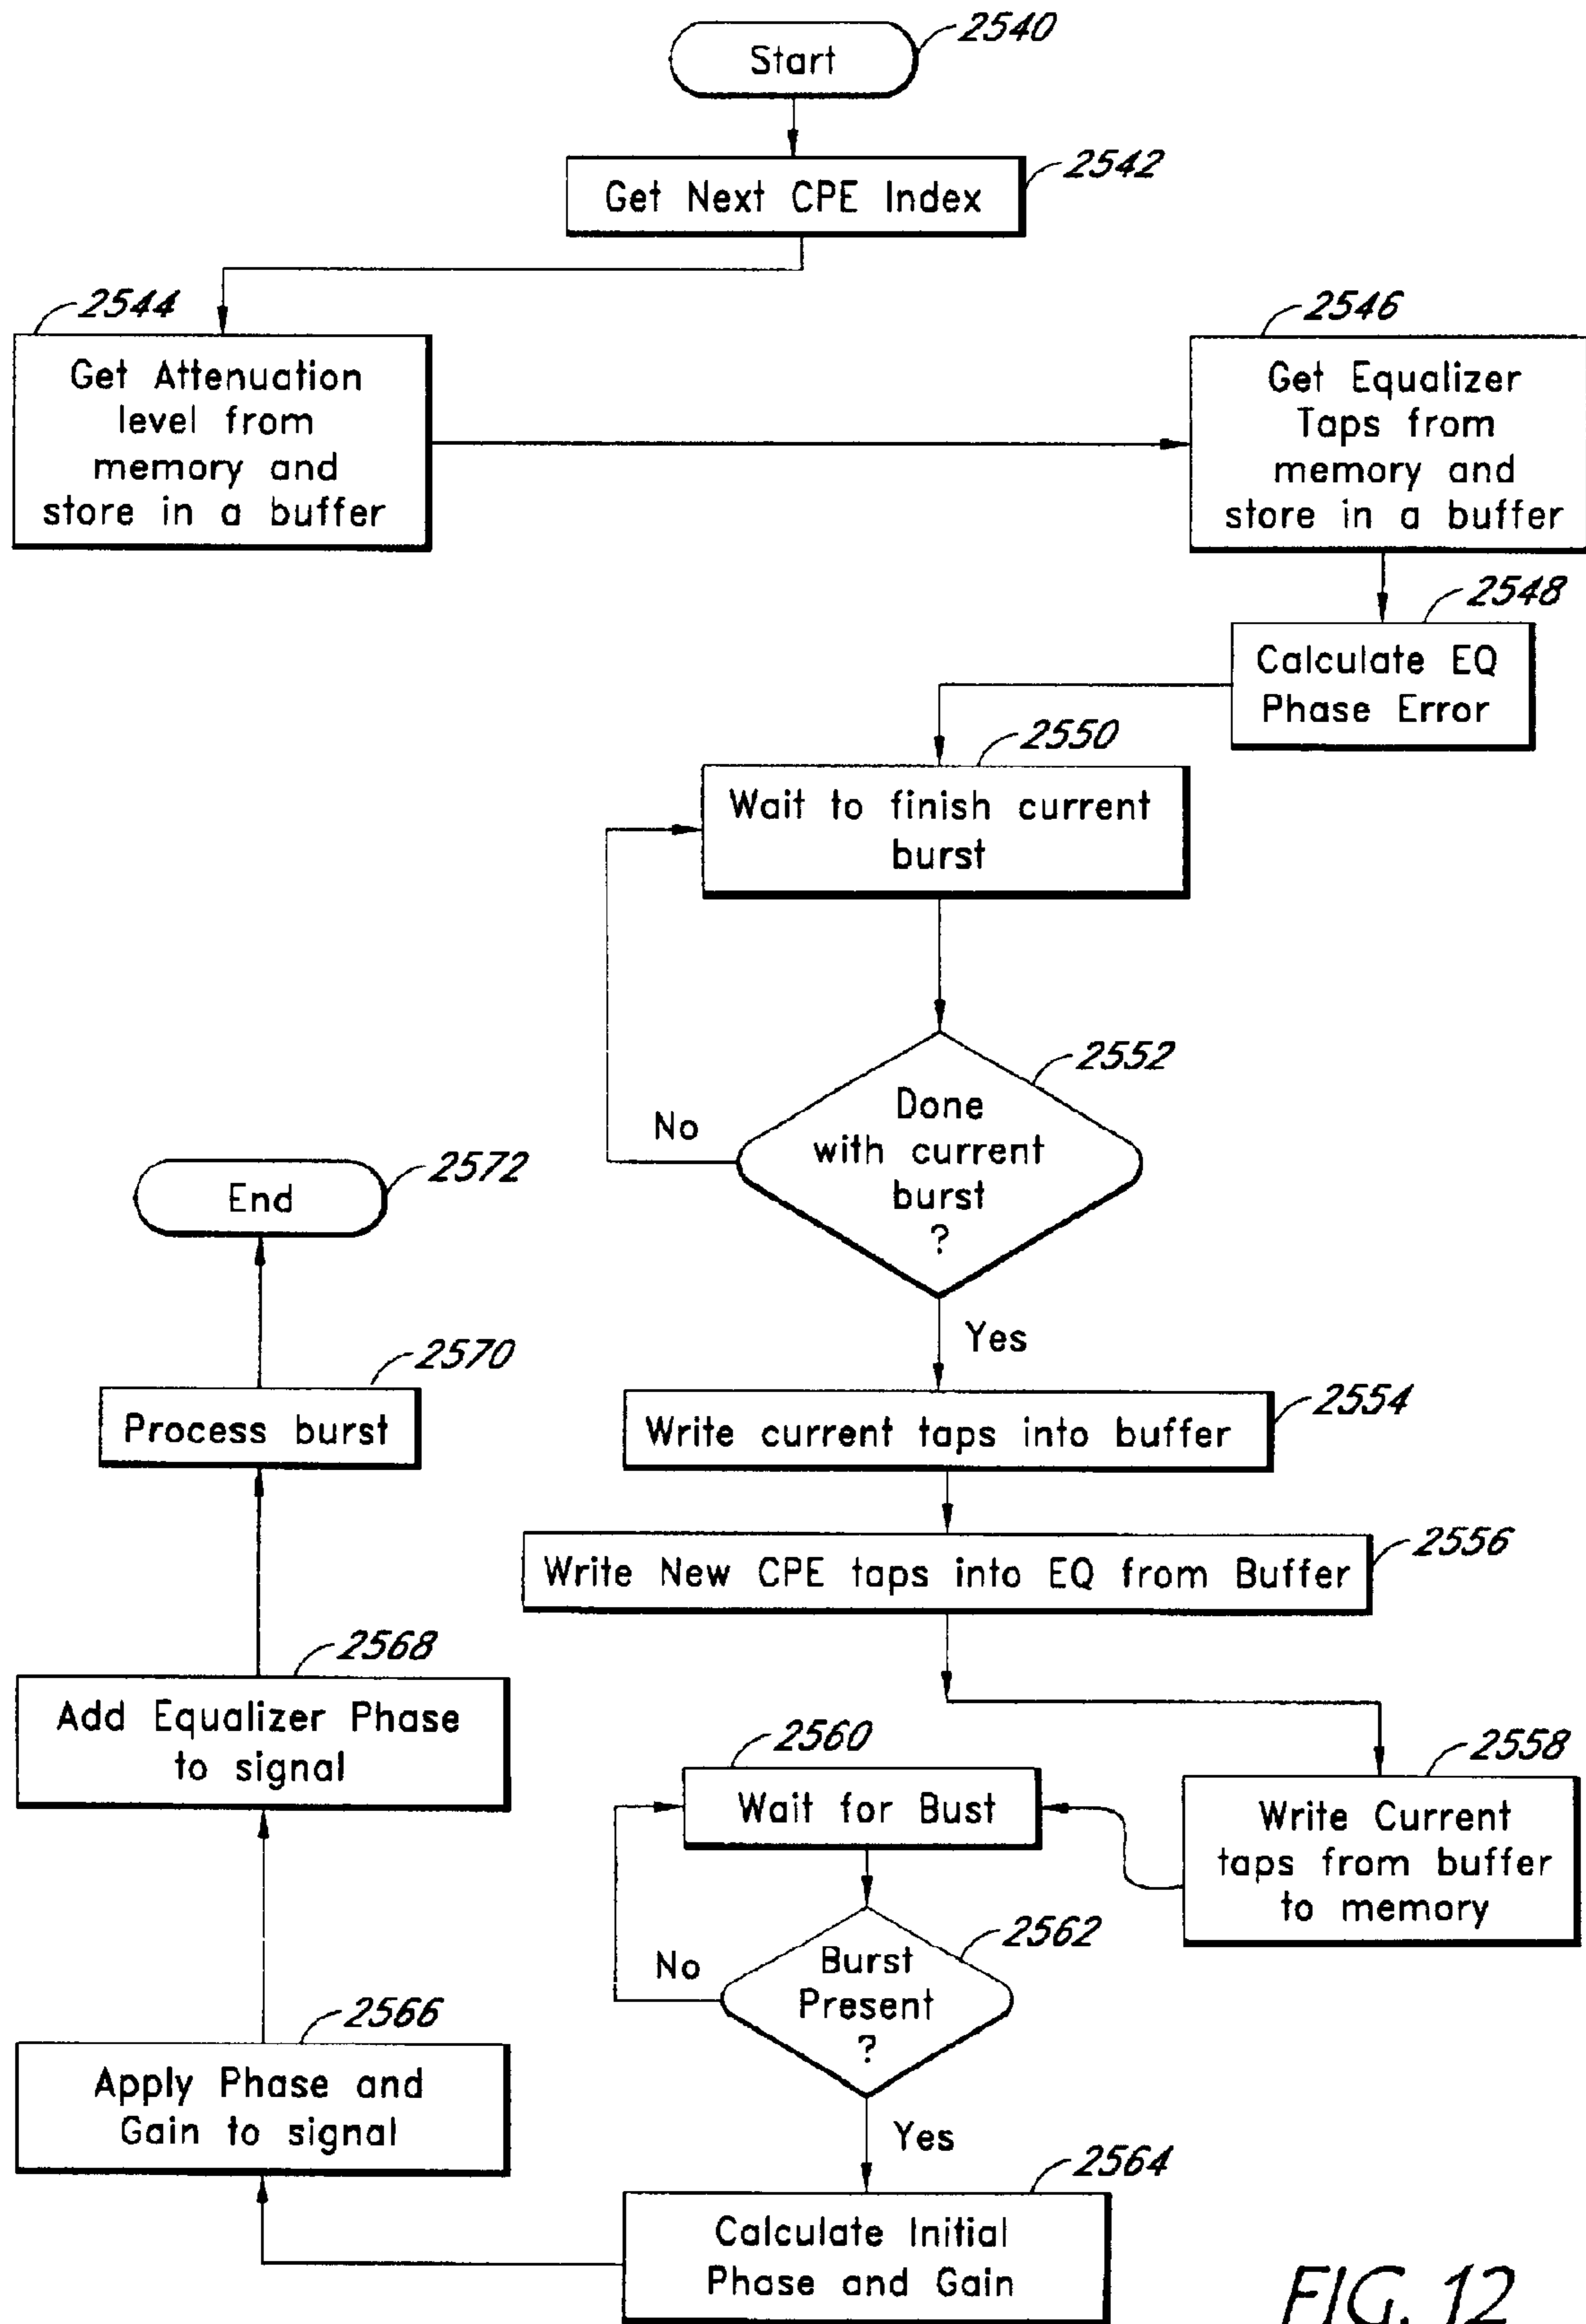 2540
Start
2542
Get Next CPE Index
2544
Get Attenuation
level from
memory and
store in a buffer
2546
Get Equalizer
Taps from
memory and
store in a buffer
2548
Calculate EQ
Phase Error
2550
Wait to finish current
burst
2552
Done
with current
burst
?
No
Yes
2554
Write current taps into buffer
2556
Write New CPE taps into EQ from Buffer
2558
Write Current
taps from buffer
to memory
2560
Wait for Bust
2562
Burst
Present
?
No
Yes
2564
Calculate Initial
Phase and Gain
2566
Apply Phase and
Gain to signal
2568
Add Equalizer Phase
to signal
2570
Process burst
2572
End
FIG. 12